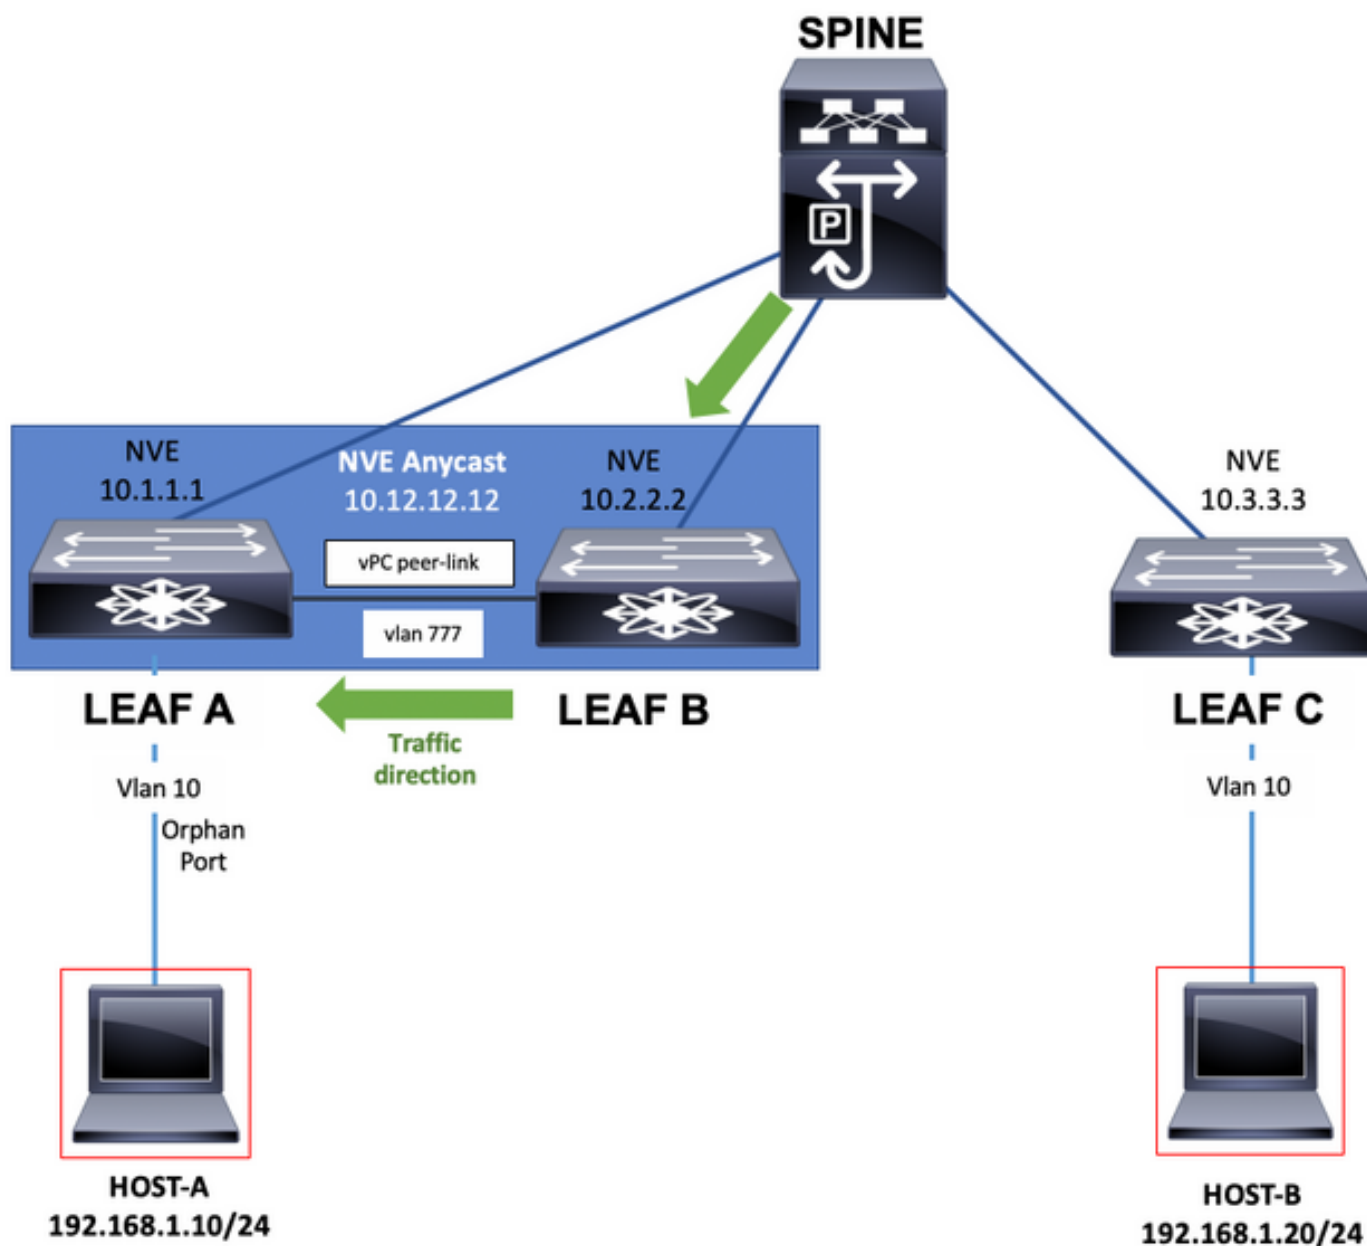 SPINE
P
NVE
10.1.1.1
NVE Anycast
10.12.12.12
NVE
10.2.2.2
NVE
10.3.3.3
vPC peer-link
vlan 777
LEAF A
LEAF B
LEAF C
Traffic
direction
Vlan 10
Orphan
Port
Vlan 10
HOST-A
192.168.1.10/24
HOST-B
192.168.1.20/24